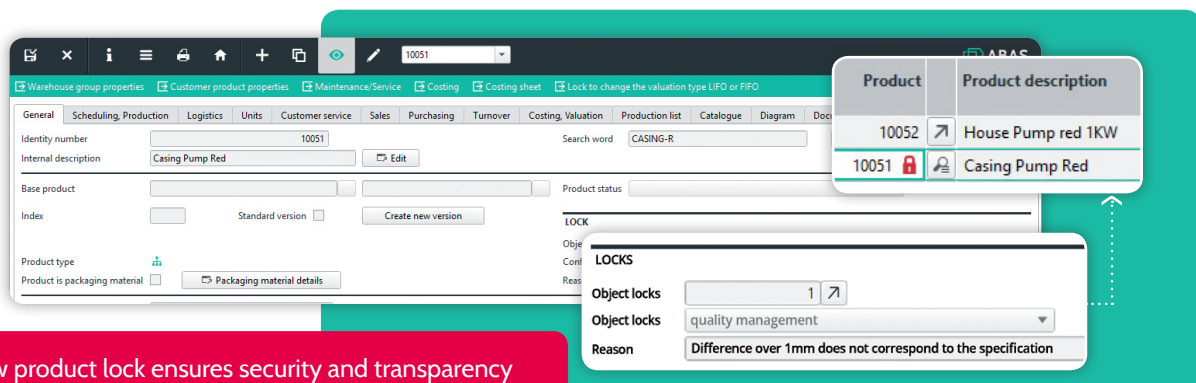 10051
ABAS
Warehouse group properties Customer product properties Maintenance/Service Costing Costing sheet Lock to change the valuation type LIFO or FIFO
General Scheduling, Production Logistics Units Customer service Sales Purchasing Turnover Costing, Valuation Production list Catalogue Diagram
Identity number 10051 Search word CASING-R
Internal description Casing Pump Red Edit
Base product Product status
Index Standard version Create new version
LOCK
Product type
Product is packaging material Packaging material details
Product Product description
10052 House Pump red 1KW
10051 Casing Pump Red
LOCKS
Object locks 1
Object locks quality management
Reason Difference over 1mm does not correspond to the specification
product lock ensures security and transparency